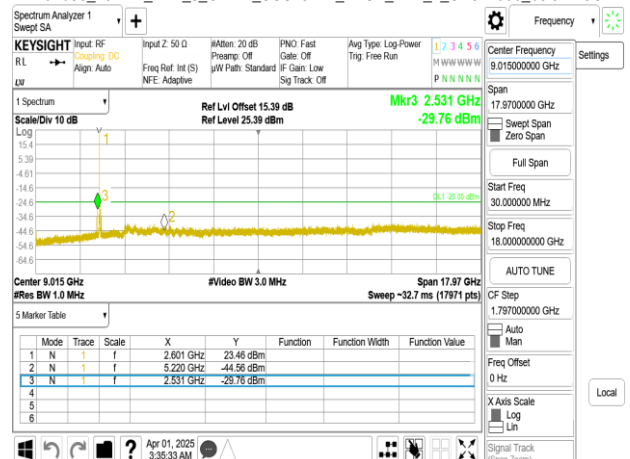 Spectrum Analyzer 1
Swept SA
Frequency
KEYSIGHT
RL
Input: RF
Coupling: DC
Align: Auto
Input Z: 50 Ω
Freq Ref: Int (S)
NFE: Adaptive
#Atten: 20 dB
Preamp: Off
µW Path: Standard
PNO: Fast
Gate: Off
IF Gain: Low
Sig Track: Off
Avg Type: Log-Power
Trig: Free Run
1 2 3 4 5 6
M W W W W W
P N N N N N
1 Spectrum
Scale/Div 10 dB
Ref Lvl Offset 15.39 dB
Ref Level 25.39 dBm
Mkr3 2.531 GHz
-29.76 dBm
Log
15.4
5.39
-4.61
-14.6
-24.6
-34.6
-44.6
-54.6
-64.6
1
3
2
DL1 -25.00 dBm
Center 9.015 GHz
#Res BW 1.0 MHz
#Video BW 3.0 MHz
Span 17.97 GHz
Sweep ~32.7 ms (17971 pts)
5 Marker Table
Mode Trace Scale X Y Function Function Width Function Value
1 N 1 f 2.601 GHz 23.46 dBm
2 N 1 f 5.220 GHz -44.56 dBm
3 N 1 f 2.531 GHz -29.76 dBm
4
5
6
Apr 01, 2025
3:35:33 AM
Center Frequency
9.015000000 GHz
Settings
Span
17.9700000 GHz
Swept Span
Zero Span
Full Span
Start Freq
30.000000 MHz
Stop Freq
18.000000000 GHz
AUTO TUNE
CF Step
1.797000000 GHz
Auto
Man
Freq Offset
0 Hz
X Axis Scale
Log
Lin
Local
Signal Track